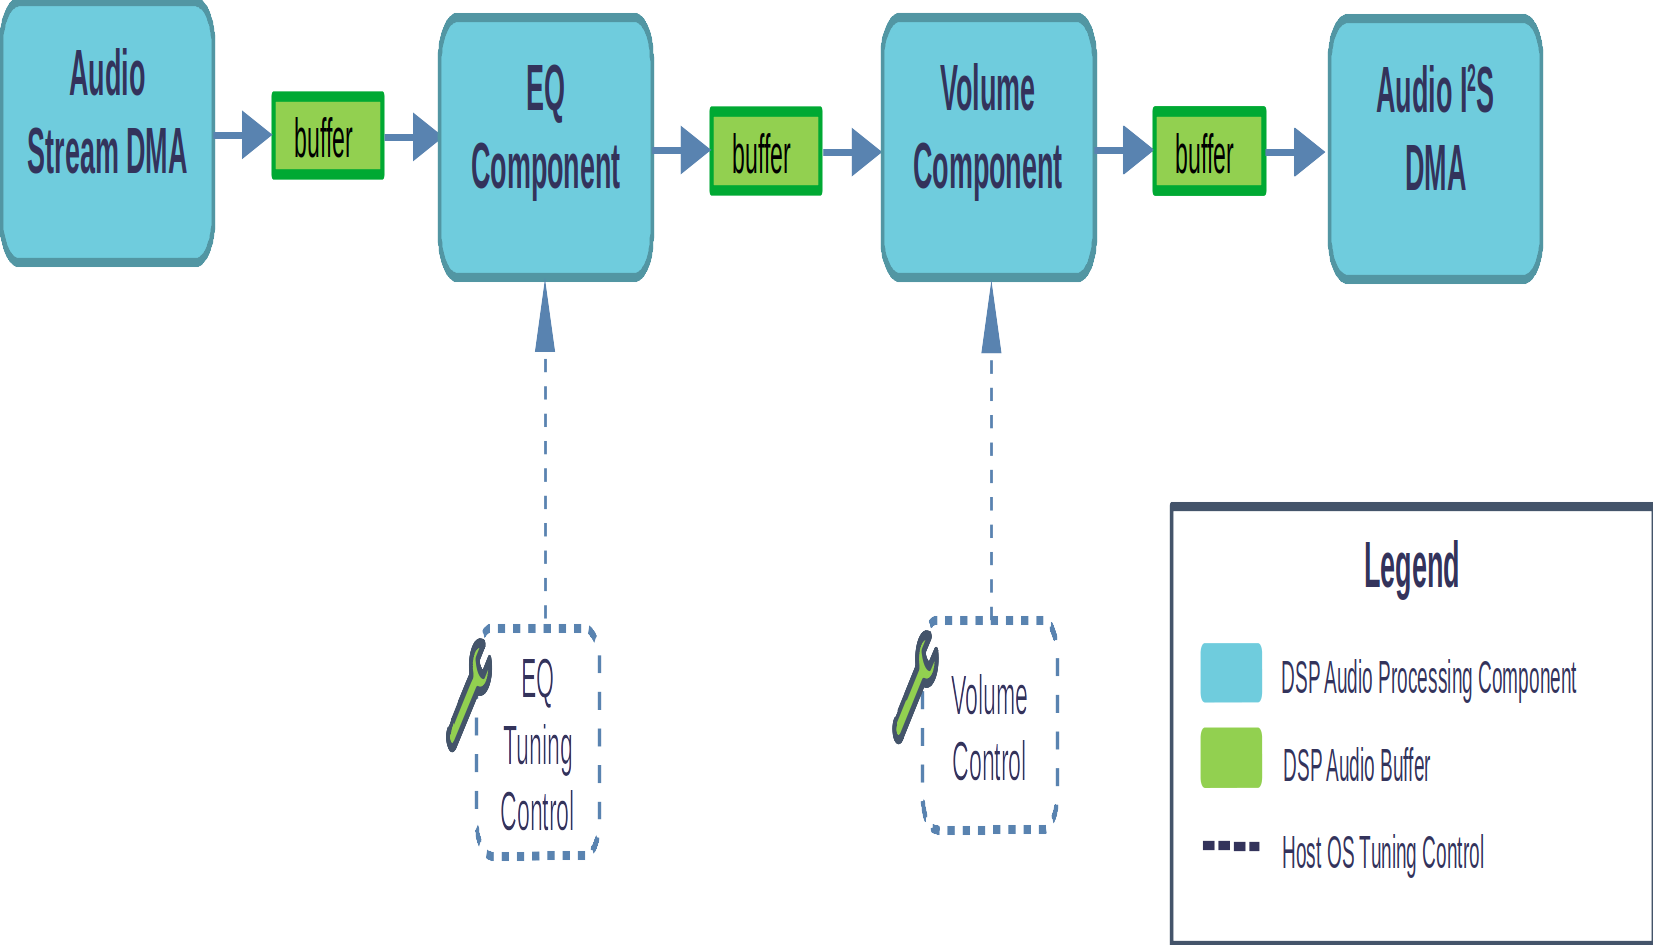 Audio
Stream DMA
buffer
EQ
Component
buffer
Volume
Component
buffer
Audio I²S
DMA
EQ
Tuning
Control
Volume
Control
Legend
DSP Audio Processing Component
DSP Audio Buffer
Host OS Tuning Control